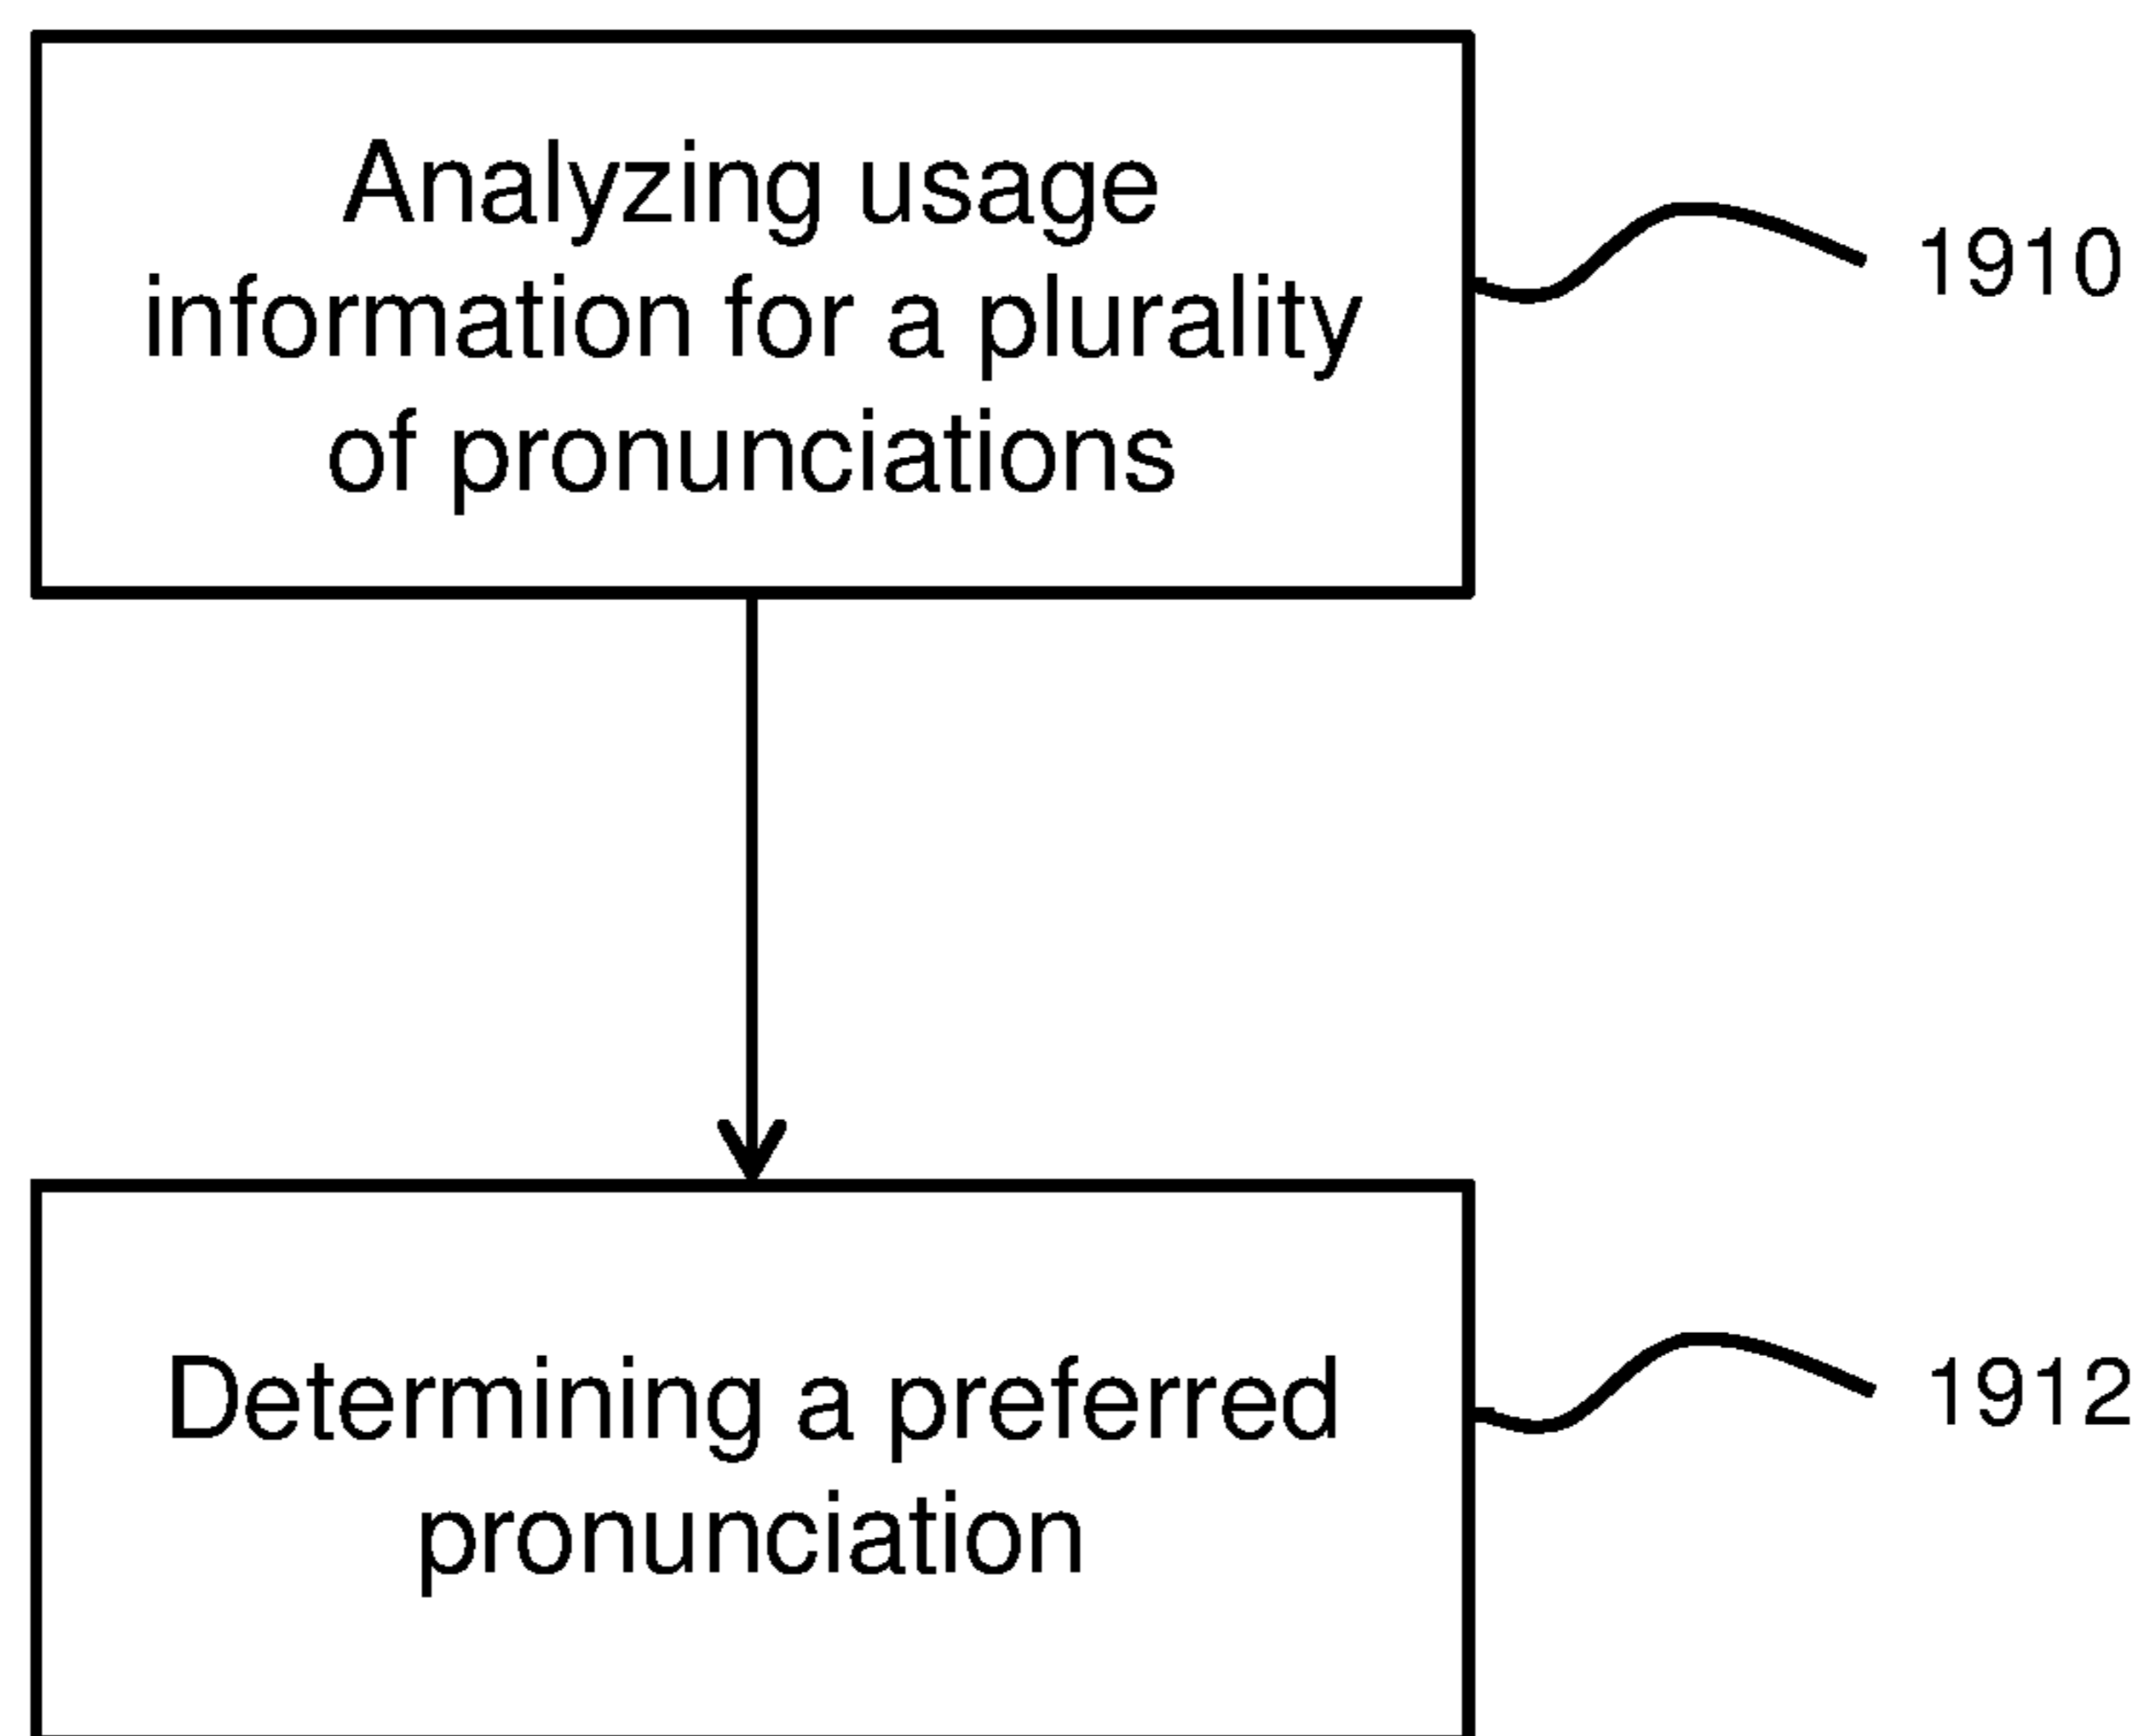 Analyzing usage
information for a plurality
of pronunciations
1910
Determining a preferred
pronunciation
1912